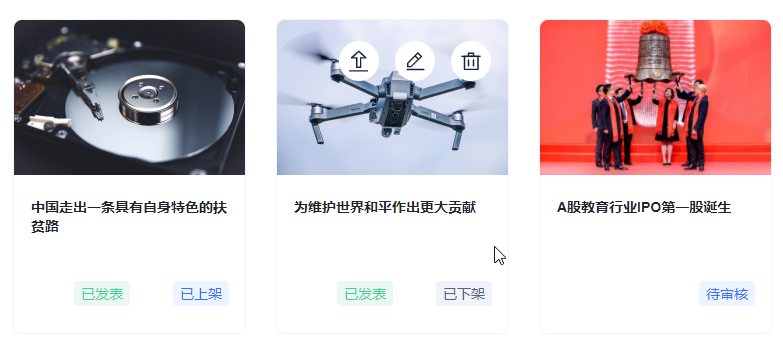 中国走出一条具有自身特色的扶
贫路
为维护世界和平作出更大贡献
A股教育行业IPO第一股诞生
已发表
已上架
已发表
已下架
待审核